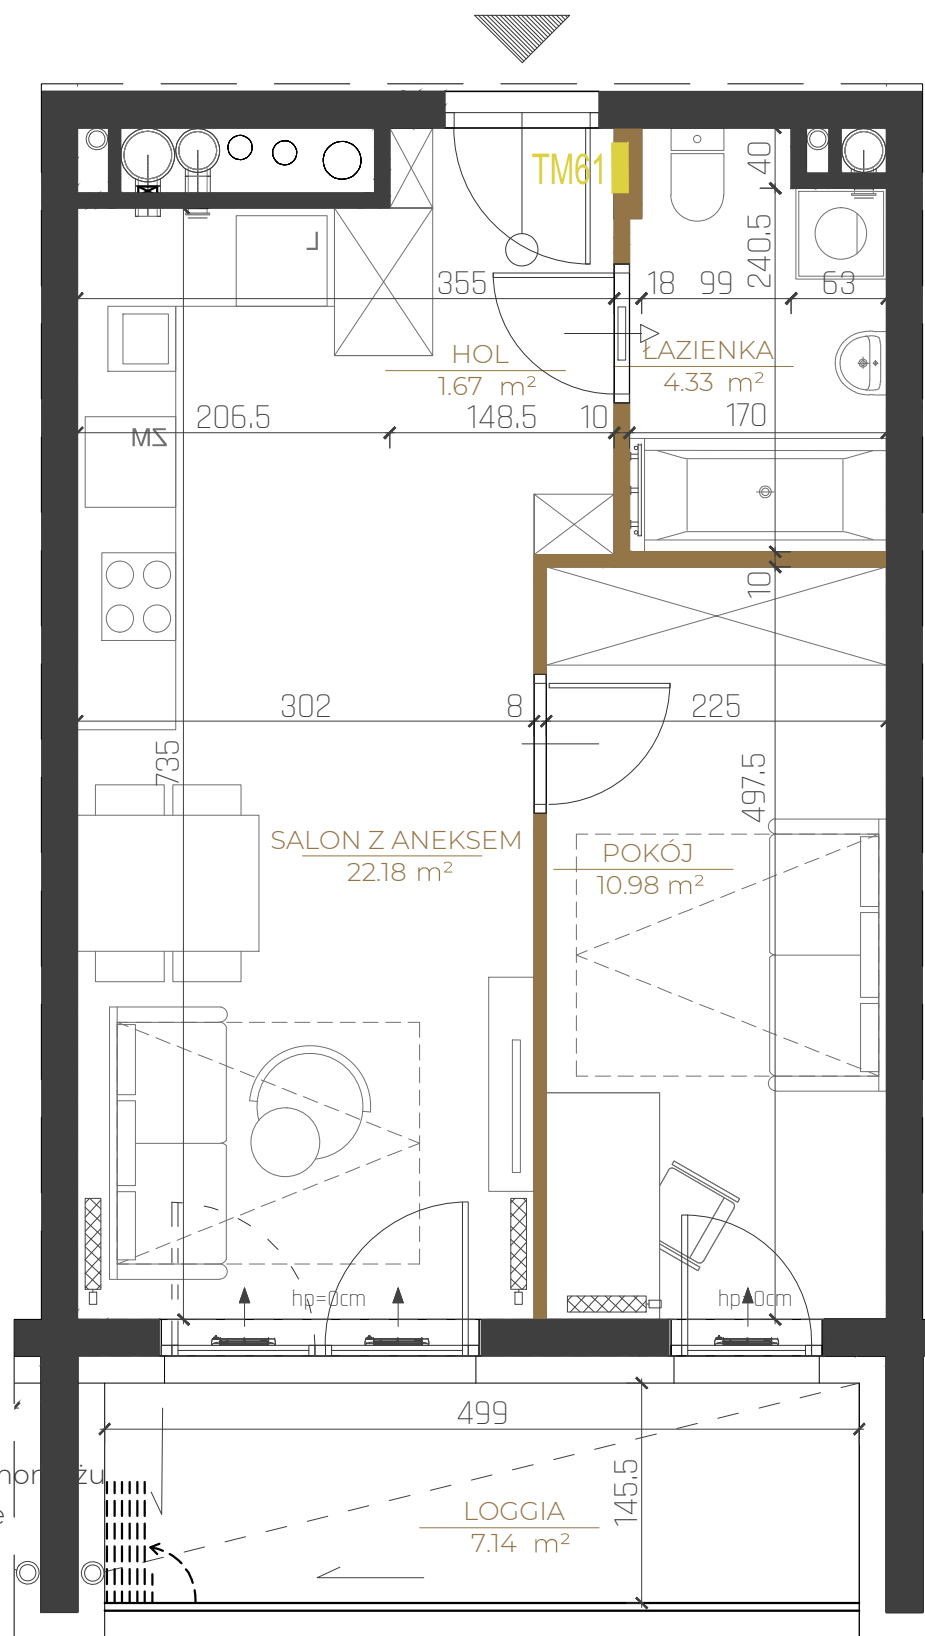 TM61
40
240.5
L
355
18
99
63
HOL
1.67 m²
ŁAZIENKA
4.33 m²
206.5
148.5
10
170
MZ
10
302
8
225
735
497.5
SALON Z ANEKSEM
22.18 m²
POKÓJ
10.98 m²
hp=0cm
hp=0cm
499
145.5
LOGGIA
7.14 m²